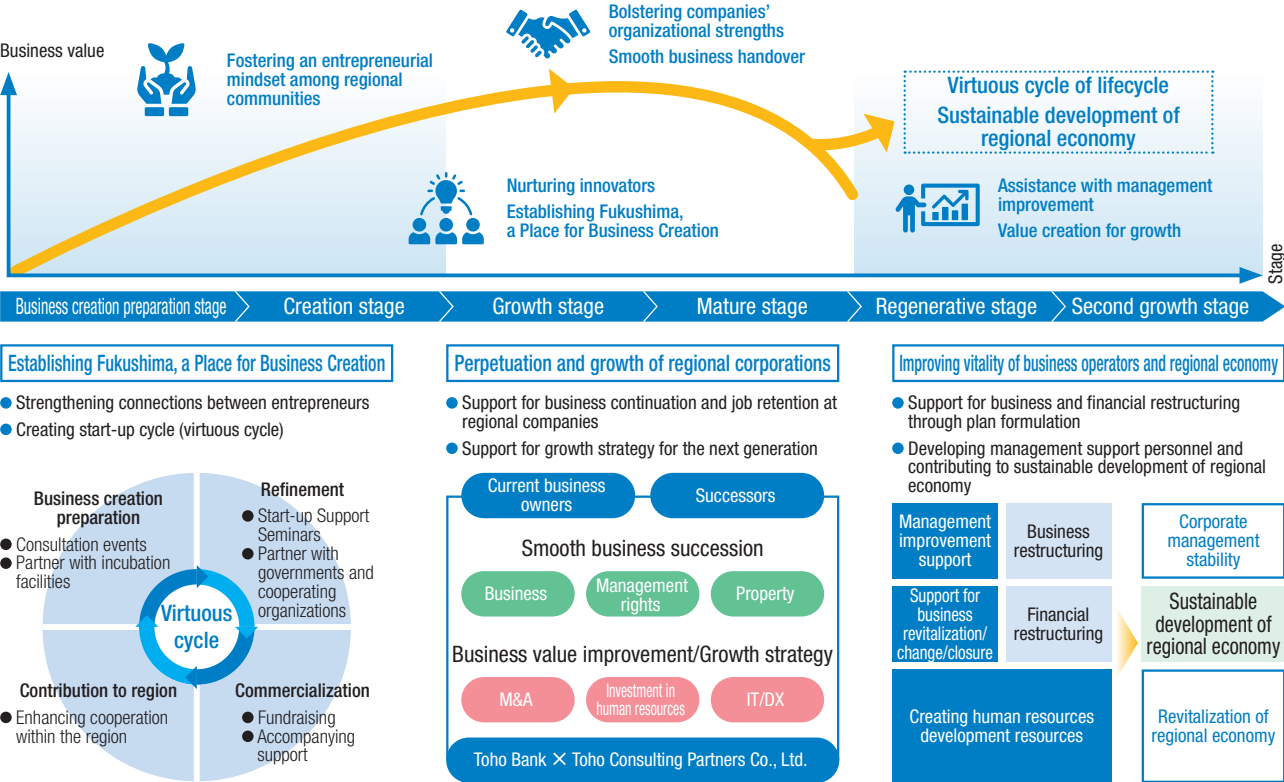 Business value
Fostering an entrepreneurial
mindset among regional
communities
Bolstering companies’
organizational strengths
Smooth business handover
Virtuous cycle of lifecycle
Sustainable development of
regional economy
Nurturing innovators
Establishing Fukushima,
a Place for Business Creation
Assistance with management
improvement
Value creation for growth
Stage
Business creation preparation stage
Creation stage
Growth stage
Mature stage
Regenerative stage
Second growth stage
Establishing Fukushima, a Place for Business Creation
● Strengthening connections between entrepreneurs
● Creating start-up cycle (virtuous cycle)
Business creation
preparation
● Consultation events
● Partner with incubation
facilities
Refinement
● Start-up Support
Seminars
● Partner with
governments and
cooperating
organizations
Virtuous
cycle
Contribution to region
● Enhancing cooperation
within the region
Commercialization
● Fundraising
● Accompanying
support
Perpetuation and growth of regional corporations
● Support for business continuation and job retention at
regional companies
● Support for growth strategy for the next generation
Current business
owners
Successors
Smooth business succession
Business
Management
rights
Property
Business value improvement/Growth strategy
M&A
Investment in
human resources
IT/DX
Toho Bank × Toho Consulting Partners Co., Ltd.
Improving vitality of business operators and regional economy
● Support for business and financial restructuring
through plan formulation
● Developing management support personnel and
contributing to sustainable development of regional
economy
Management
improvement
support
Business
restructuring
Corporate
management
stability
Support for
business
revitalization/
change/closure
Financial
restructuring
Sustainable
development of
regional economy
Creating human resources
development resources
Revitalization of
regional economy